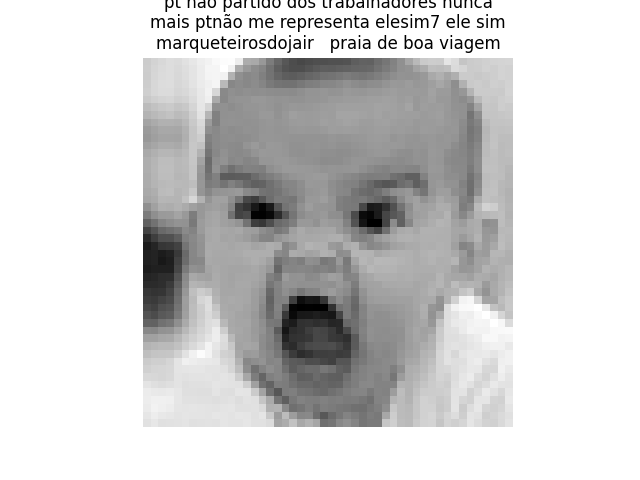 pt não partido dos trabalhadores nunca
mais ptnão me representa elesim7 ele sim
marqueteirosdojair   praia de boa viagem